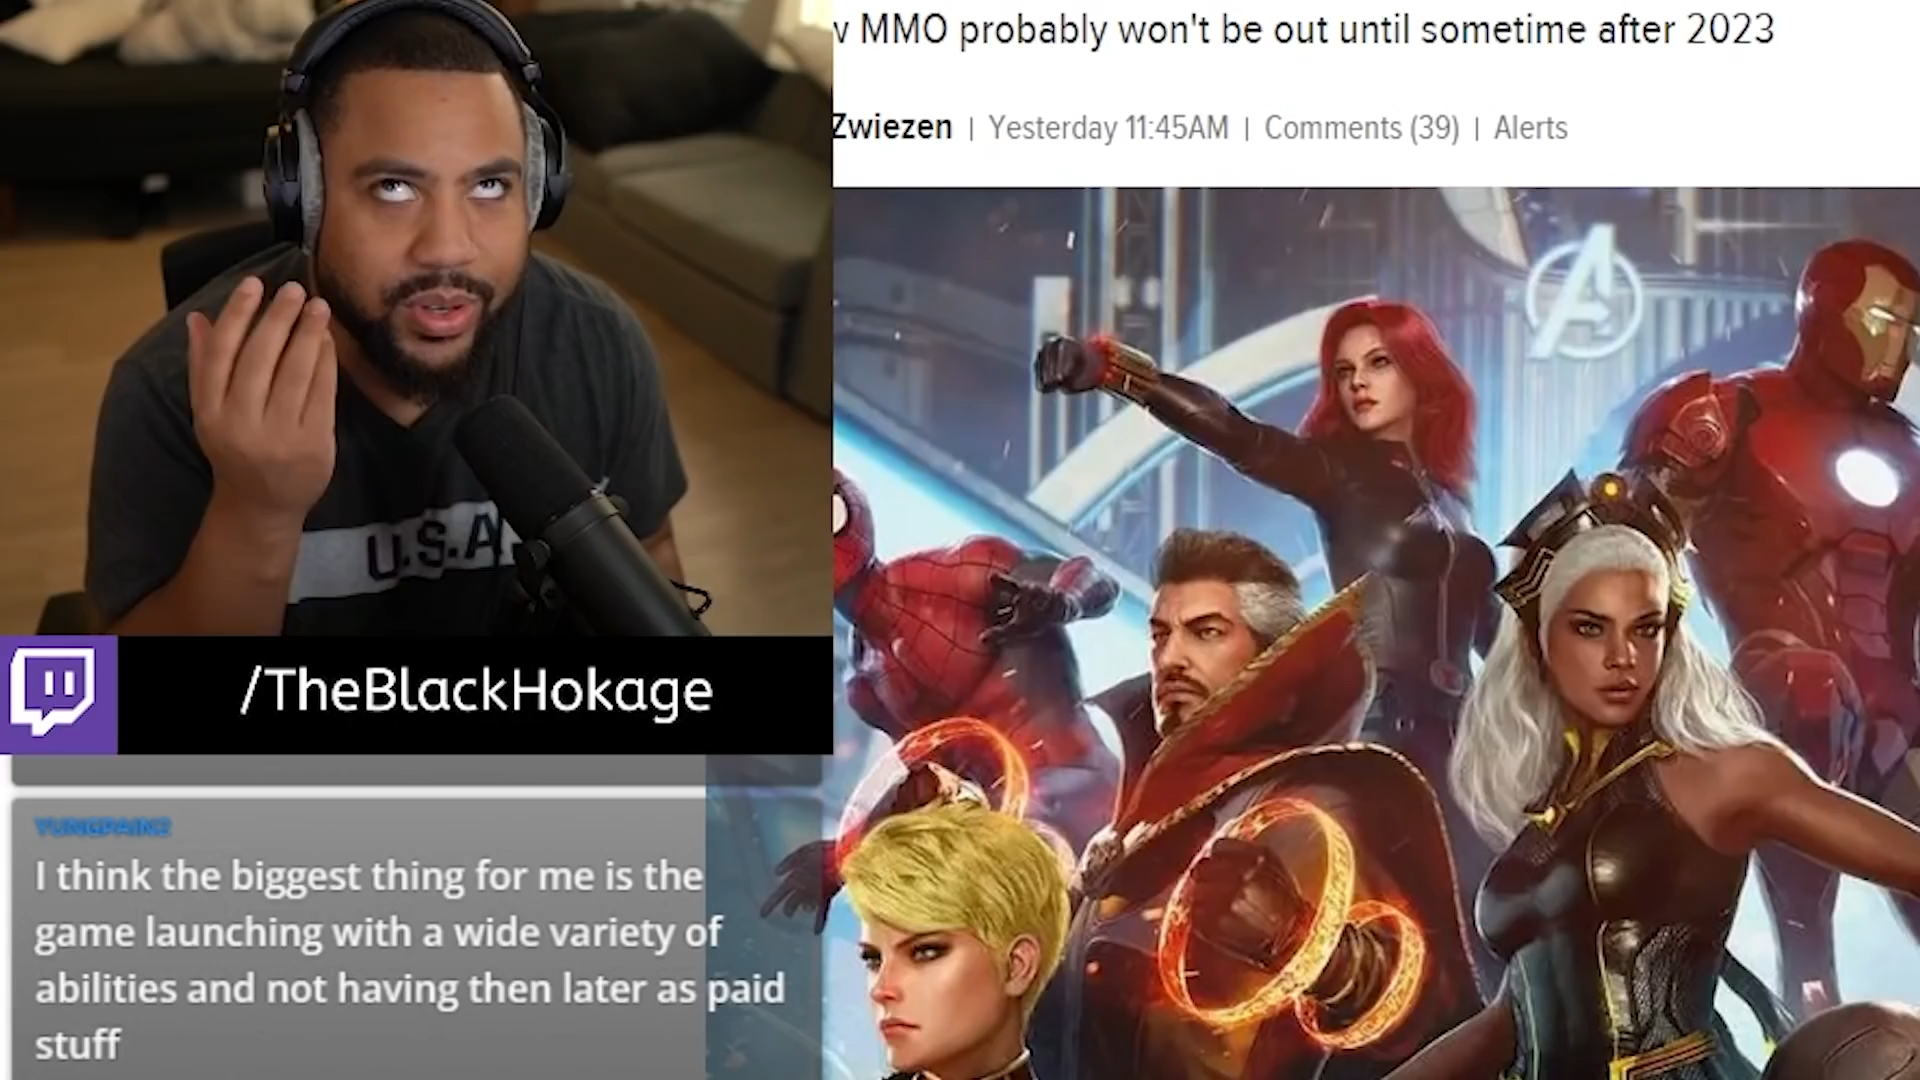 MMO probably won't be out until sometime after 2023
Zwiezen | Yesterday 11:45AM | Comments (39) | Alerts
U.S.A.
/TheBlackHokage
YUNGPAIN2
I think the biggest thing for me is the
game launching with a wide variety of
abilities and not having then later as paid
stuff